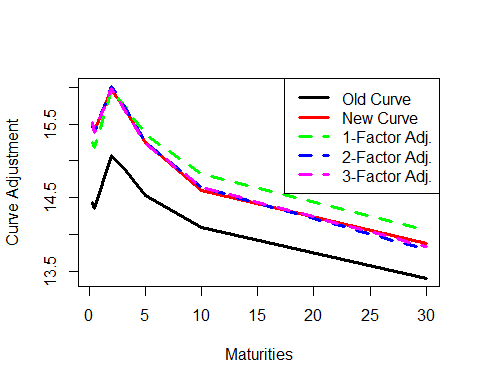 Old Curve
New Curve
1-Factor Adj.
2-Factor Adj.
3-Factor Adj.
Curve Adjustment
15.5
14.5
13.5
0 5 10 15 20 25 30
Maturities